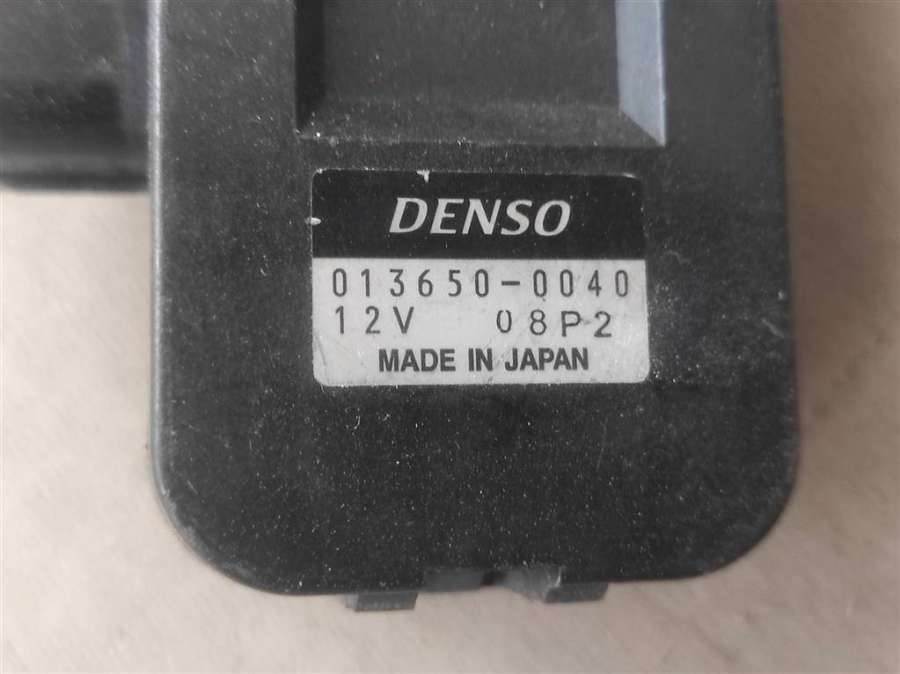 DENSO
013650-0040
12V 08P2
MADE IN JAPAN